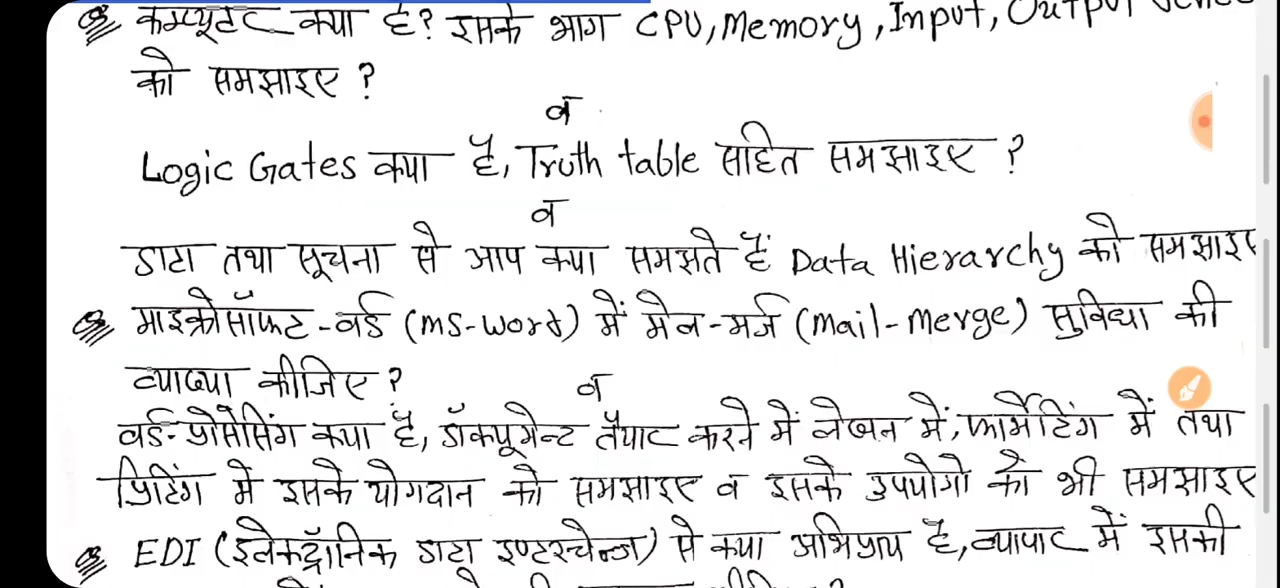 कम्प्यूटर क्या है? इसके भाग CPU, Memory, Input, Output
को समझाइए ?
व
Logic Gates क्या है, Truth table सहित समझाइए ?
व
डाटा तथा सूचना से आप क्या समझते हैं Data Hierarchy को समझाइए
माइक्रोसॉफ्ट-वर्ड (MS-Word) में मेल-मर्ज (Mail-Merge) सुविधा की
व्याख्या कीजिए ?
व
वर्ड-प्रोसेसिंग क्या है, डॉक्यूमेन्ट तैयार करने में लेखन में, फॉर्मेटिंग में तथा
प्रिंटिंग में इसके योगदान को समझाइए व इसके उपयोगो को भी समझाइए
EDI (इलेक्ट्रॉनिक डाटा इण्टरचेन्ज) से क्या अभिप्राय है, व्यापार में इसकी